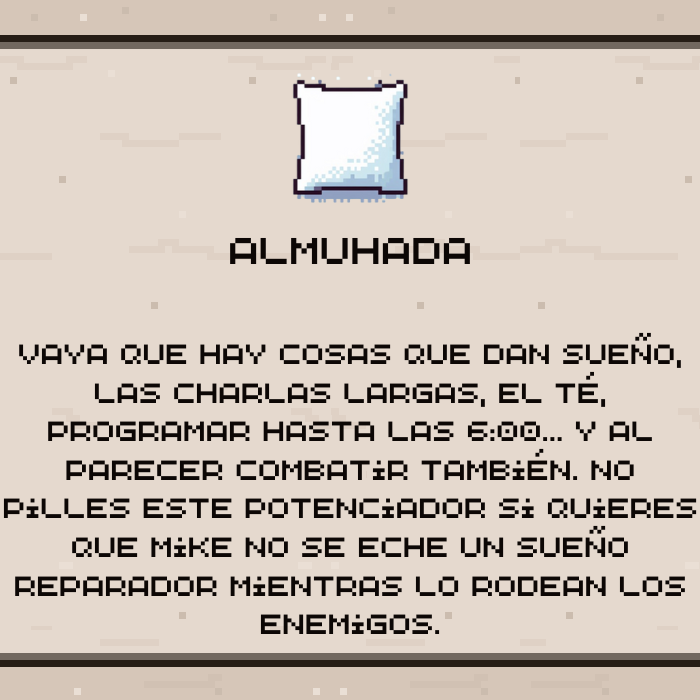 ALMUHADA
VAYA QUE HAY COSAS QUE DAN SUEÑO,
LAS CHARLAS LARGAS, EL TÉ,
PROGRAMAR HASTA LAS 6:00... Y AL
PARECER COMBATiR TAMBiÉN. NO
PiLLES ESTE POTENCiADOR Si QUiERES
QUE MiKE NO SE ECHE UN SUEÑO
REPARADOR MiENTRAS LO RODEAN LOS
ENEMiGOS.